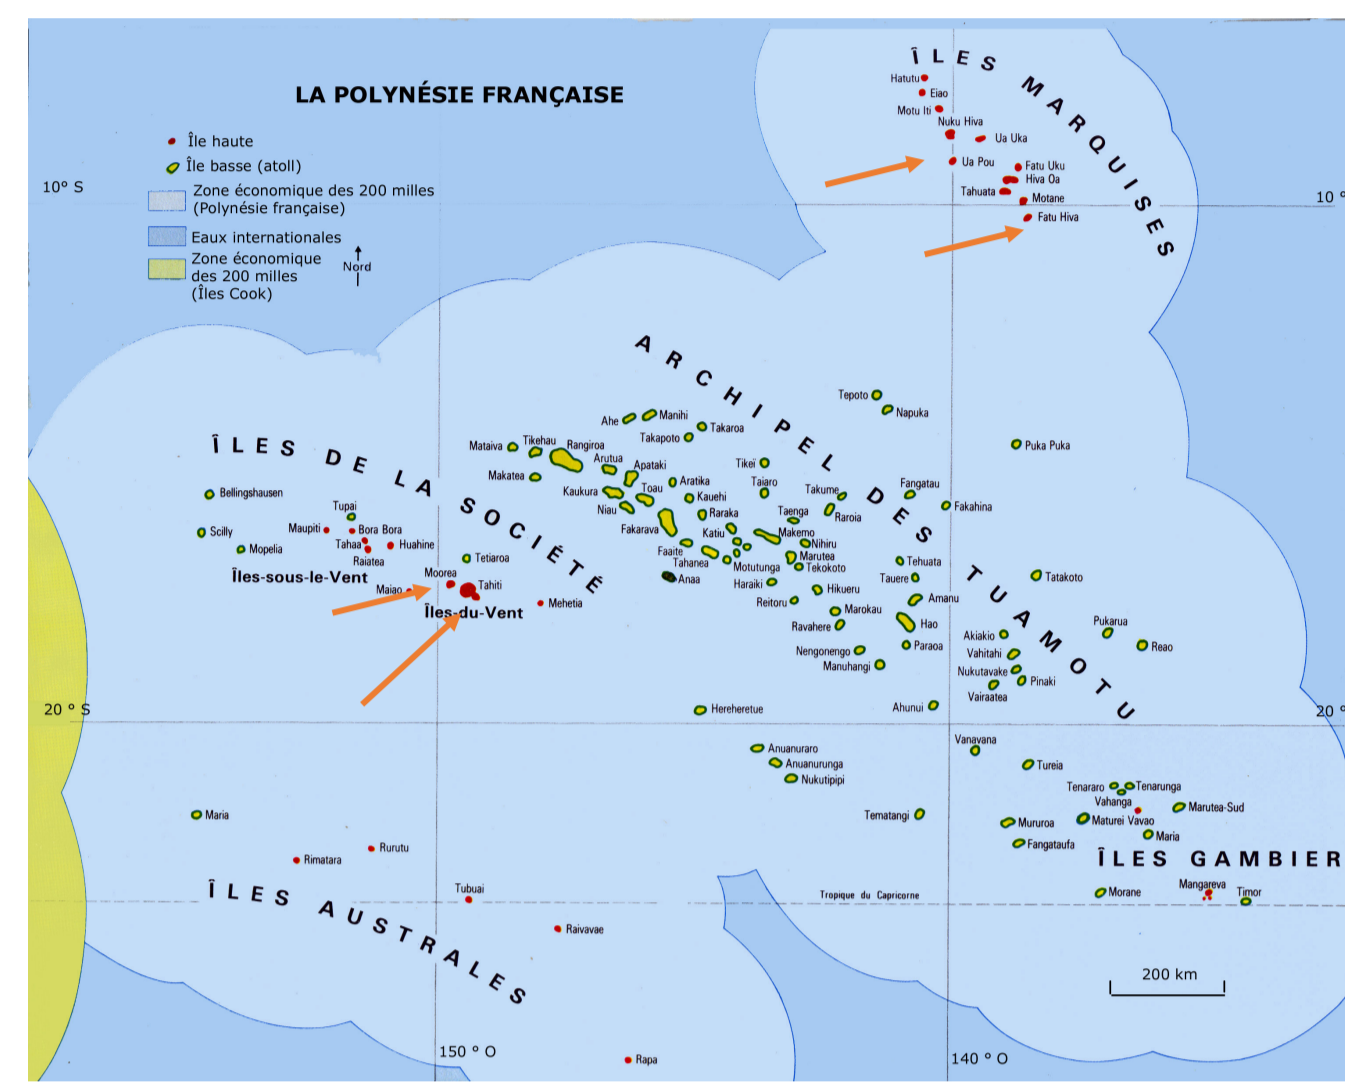 LA POLYNÉSIE FRANÇAISE
Île haute
Île basse (atoll)
Zone économique des 200 milles
(Polynésie française)
Eaux internationales
Zone économique
des 200 milles
(Îles Cook)
Nord
10° S
10 °
ÎLES MARQUISES
Hatutu
Eiao
Motu Iti
Nuku Hiva
Ua Uka
Ua Pou
Fatu Uku
Hiva Oa
Tahuata
Motane
Fatu Hiva
ARCHIPEL DES TUAMOTU
Tepoto
Napuka
Ahe
Manihi
Takaroa
Takapoto
Puka Puka
Mataiva
Tikehau
Rangiroa
Arutua
Apataki
Makatea
Tikeï
Kaukura
Toau
Aratika
Taiaro
Takume
Fangatau
Kauehi
Niau
Raraka
Taenga
Raroia
Fakahina
Fakarava
Katiu
Makemo
Nihiru
Faaite
Tahanea
Motutunga
Marutea
Tekokoto
Tehuata
Anaa
Haraiki
Hikueru
Tauere
Tatakoto
Reitoru
Marokau
Amanu
Ravahere
Hao
Akiakio
Pukarua
Nengonengo
Paraoa
Vahitahi
Reao
Manuhangi
Nukutavake
Pinaki
Vairaatea
ÎLES DE LA SOCIÉTÉ
Bellingshausen
Tupai
Scilly
Maupiti
Bora Bora
Mopelia
Tahaa
Huahine
Raiatea
Tetiaroa
Îles-sous-le-Vent
Moorea
Maiao
Tahiti
Mehetia
Îles-du-Vent
20 ° S
20 °
Hereheretue
Ahunui
Anuanuraro
Anuanurunga
Nukutipipi
Vanavana
Tureia
Tematangi
Tenararo
Tenarunga
Vahanga
Marutea-Sud
Mururoa
Maturei Vavao
Fangataufa
Maria
ÎLES GAMBIER
Morane
Mangareva
Timor
Tropique du Capricorne
Maria
Rimatara
Rurutu
ÎLES AUSTRALES
Tubuai
Raivavae
Rapa
200 km
150 ° O
140 ° O